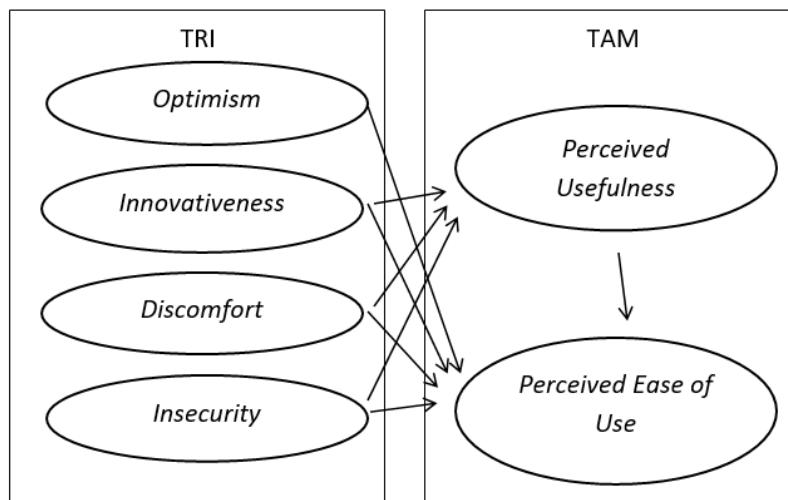 TRI
Optimism
Innovativeness
Discomfort
Insecurity
TAM
Perceived
Usefulness
Perceived Ease of
Use